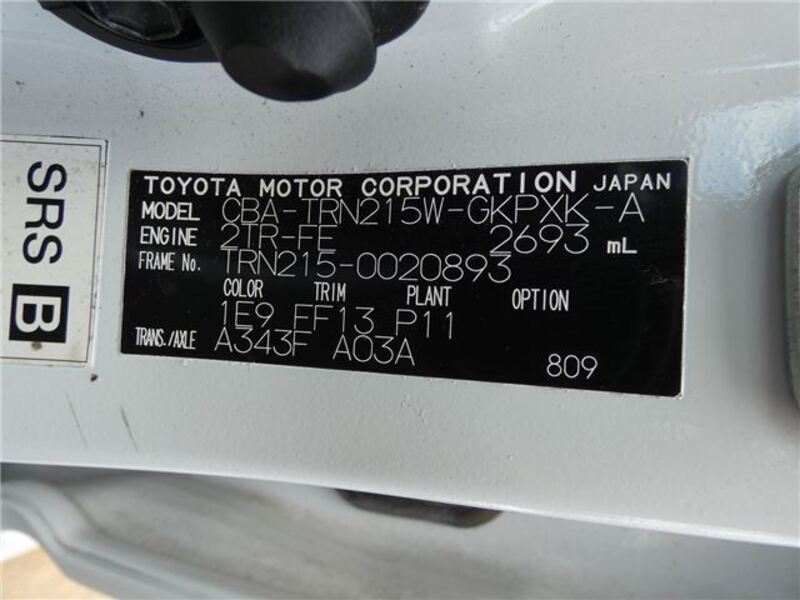 SRS B
TOYOTA MOTOR CORPORATION JAPAN
MODEL CBA-TRN215W-GKPXK-A
ENGINE 2TR-FE 2693 mL
FRAME No. TRN215-0020893
COLOR TRIM PLANT OPTION
1E9 FF13 P11
TRANS./AXLE A343F A03A
809